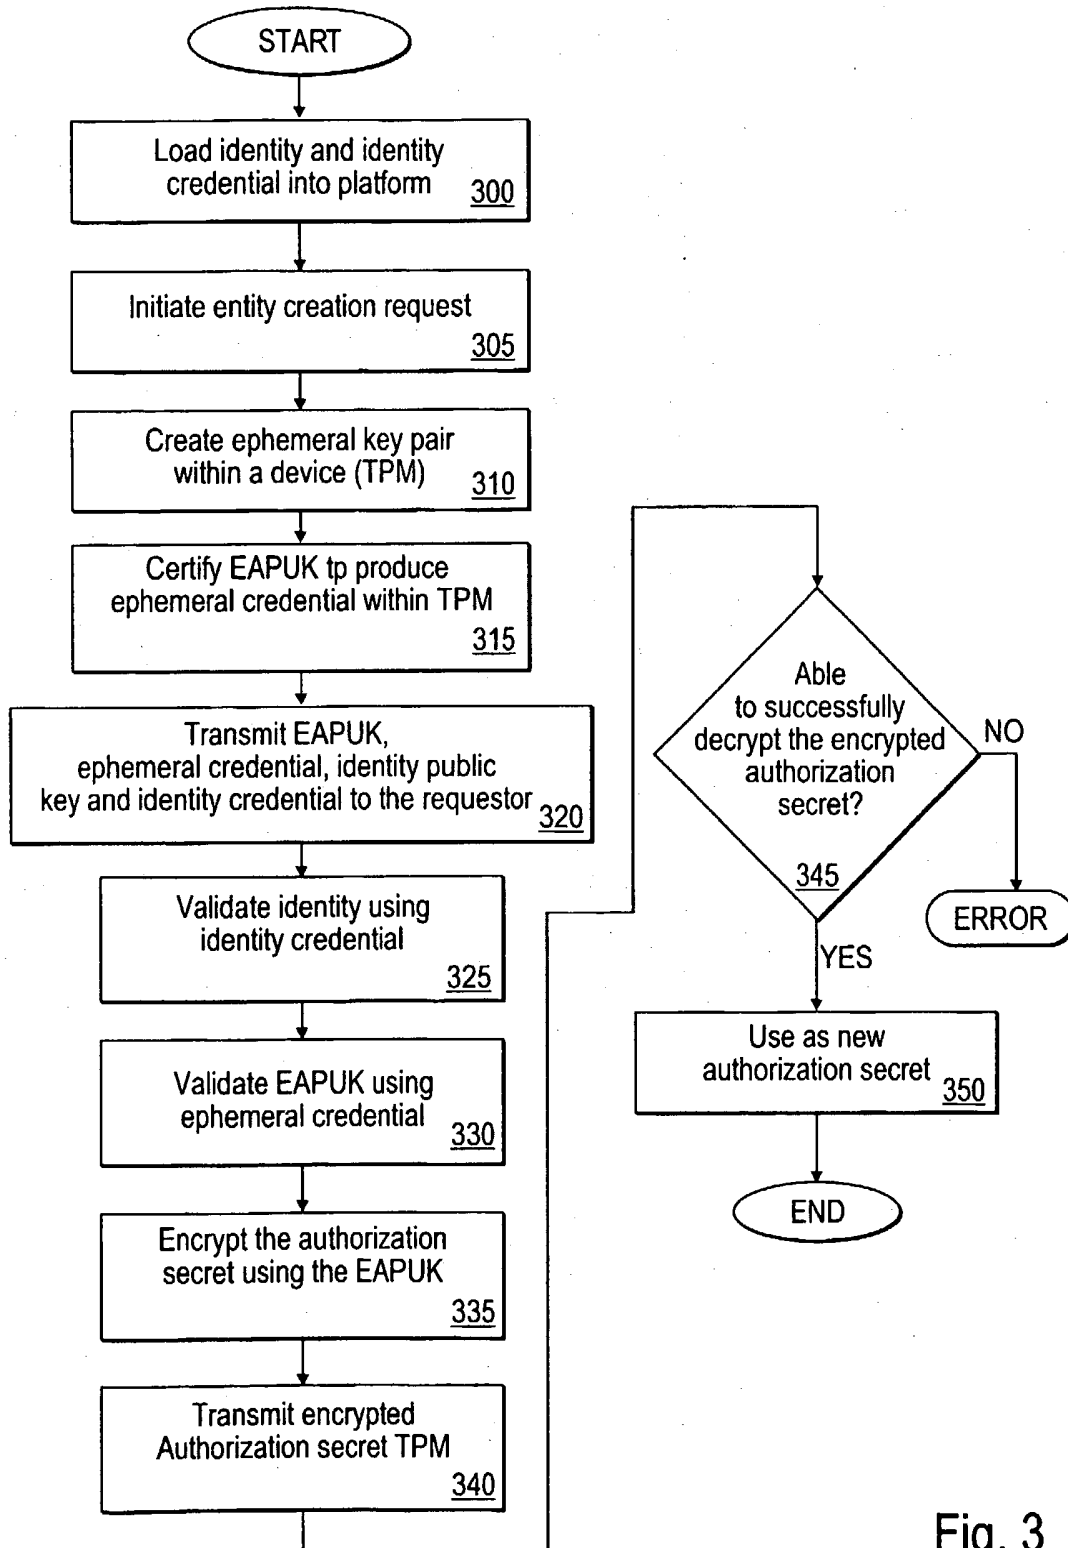 START
Load identity and identity
credential into platform
300
Initiate entity creation request
305
Create ephemeral key pair
within a device (TPM)
310
Certify EAPUK tp produce
ephemeral credential within TPM
315
Transmit EAPUK,
ephemeral credential, identity public
key and identity credential to the requestor
320
Validate identity using
identity credential
325
Validate EAPUK using
ephemeral credential
330
Encrypt the authorization
secret using the EAPUK
335
Transmit encrypted
Authorization secret TPM
340
Able
to successfully
decrypt the encrypted
authorization
secret?
345
NO
ERROR
YES
Use as new
authorization secret
350
END
Fig. 3